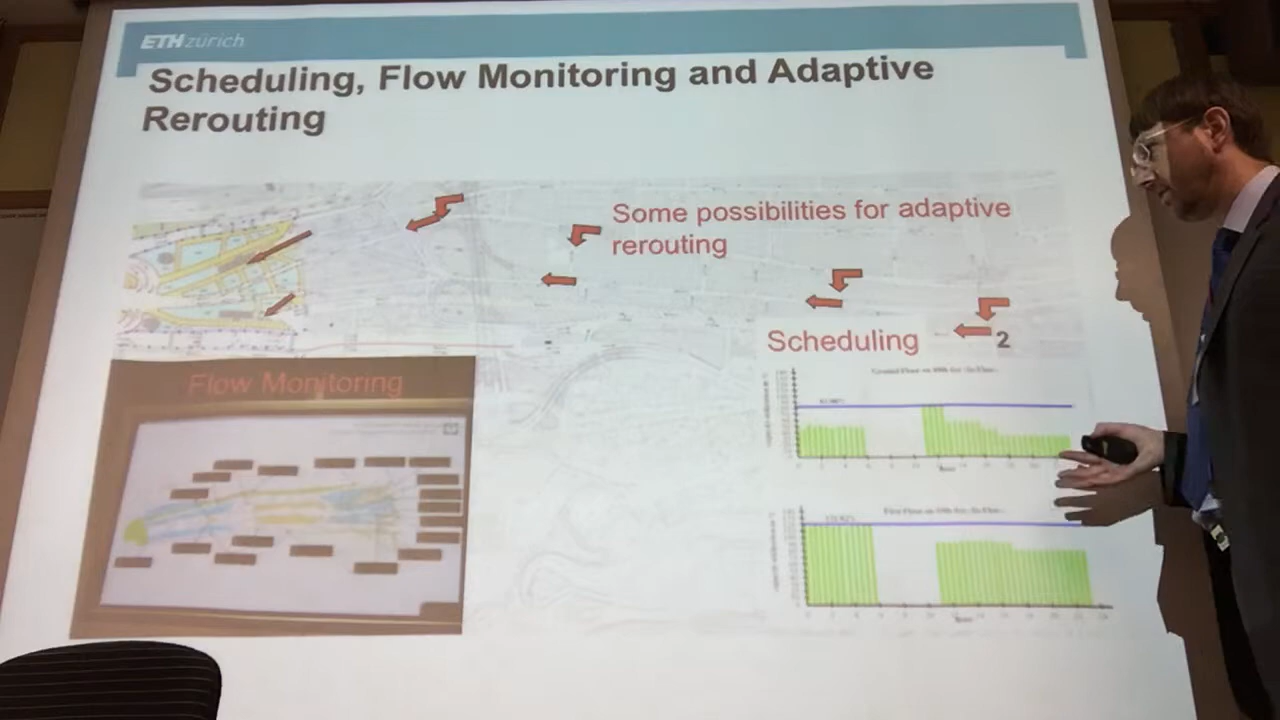 ETH zürich
Scheduling, Flow Monitoring and Adaptive
Rerouting
Some possibilities for adaptive
rerouting
Scheduling
2
Flow Monitoring